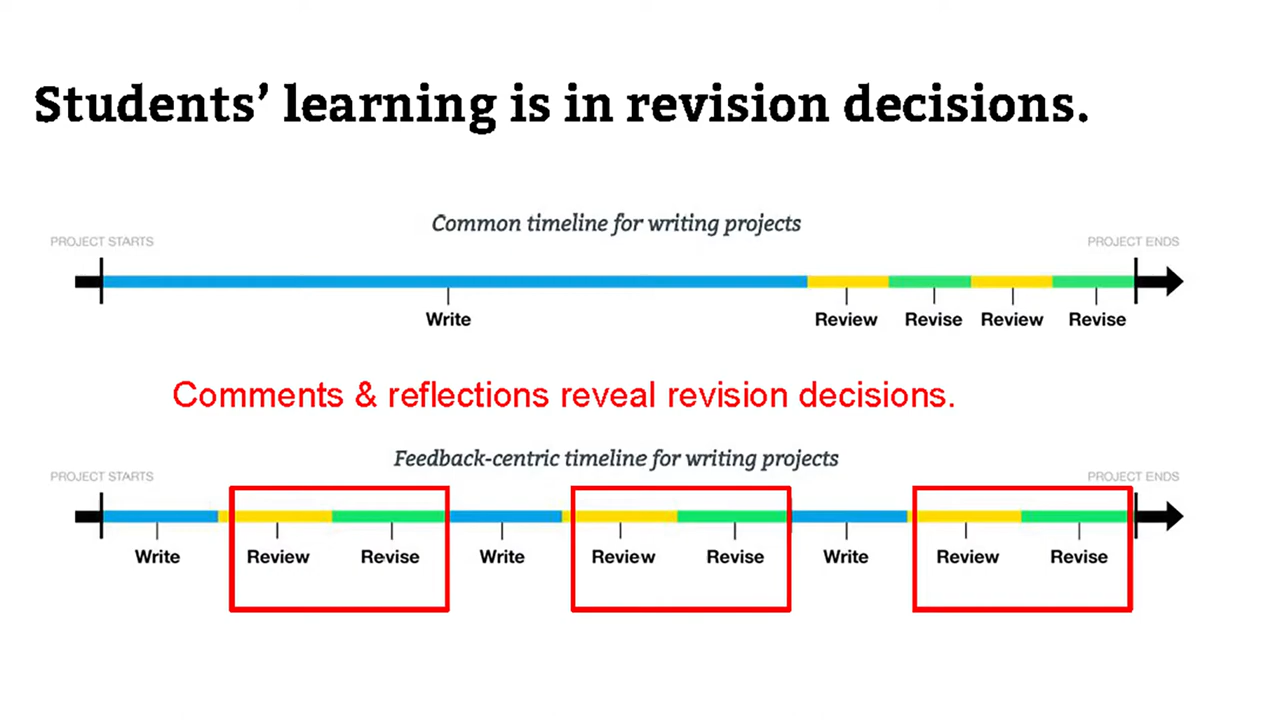 Students’ learning is in revision decisions.
Common timeline for writing projects
PROJECT STARTS PROJECT ENDS
Write Review Revise Review Revise
Comments & reflections reveal revision decisions.
Feedback-centric timeline for writing projects
PROJECT STARTS PROJECT ENDS
Write Review Revise Write Review Revise Write Review Revise